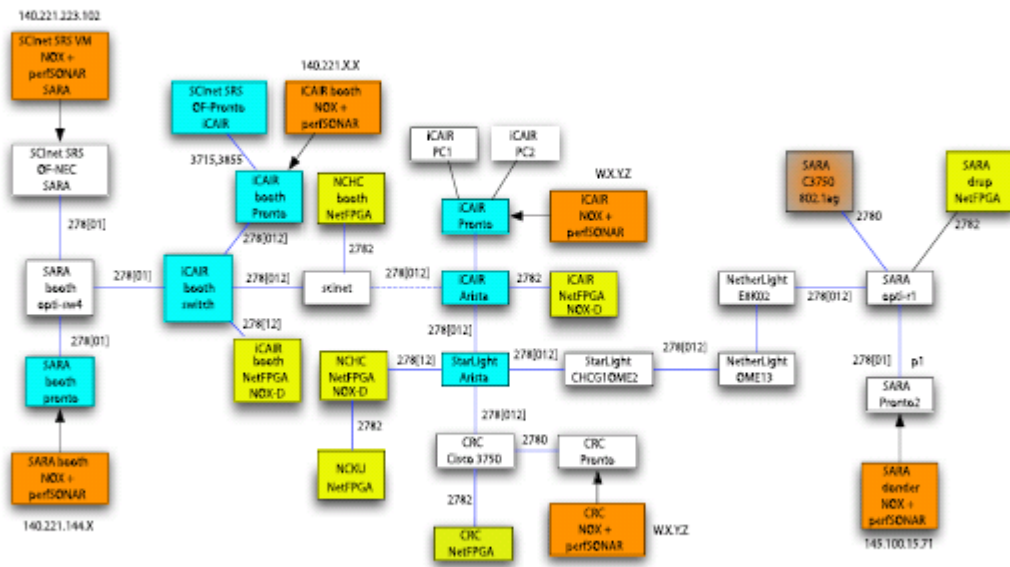 140.221.223.102
SCinet SRS VM
NOX +
perfSONAR
SARA
SCinet SRS
OF-NEC
SARA
278[01]
SARA
booth
opti-sw4
278[01]
278[01]
SARA
booth
pronto
SARA booth
NOX +
perfSONAR
140.221.144.X
SCinet SRS
OF-Pronto
iCAIR
140.221.X.X
iCAIR booth
NOX +
perfSONAR
3715,3855
iCAIR
booth
Pronto
NCHC
booth
NetFPGA
278[012]
2782
iCAIR
booth
switch
278[012]
scinet
278[012]
278[12]
iCAIR
booth
NetFPGA
NOX-D
NCHC
NetFPGA
NOX-D
278[12]
2782
NCKU
NetFPGA
iCAIR
PC1
iCAIR
PC2
W.X.Y.Z
iCAIR
Pronto
iCAIR
NOX +
perfSONAR
iCAIR
Arista
2782
iCAIR
NetFPGA
NOX-D
278[012]
StarLight
Arista
278[012]
StarLight
CHCG1OME2
278[012]
278[012]
CRC
Cisto 3750
2780
CRC
Pronto
2782
CRC
NetFPGA
CRC
NOX +
perfSONAR
W.X.Y.Z
NetherLight
E8K02
278[012]
NetherLight
OME13
SARA
C3750
802.1ag
SARA
drup
NetFPGA
2780
2782
SARA
opti-r1
278[01]
p1
SARA
Pronto2
SARA
NOX +
perfSONAR
145.100.15.71